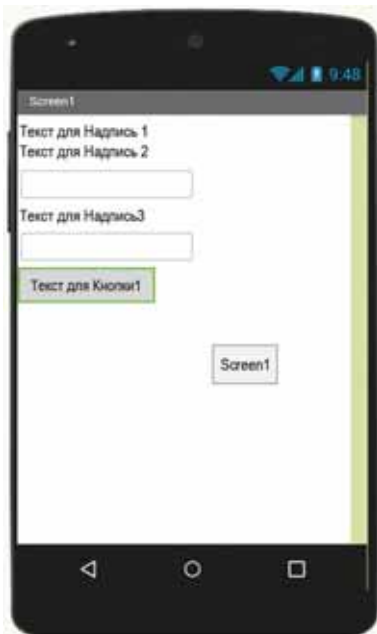 9:48
Screen1
Текст для Надпись 1
Текст для Надпись 2
Текст для Надпись3
Текст для Кнопки1
Screen1